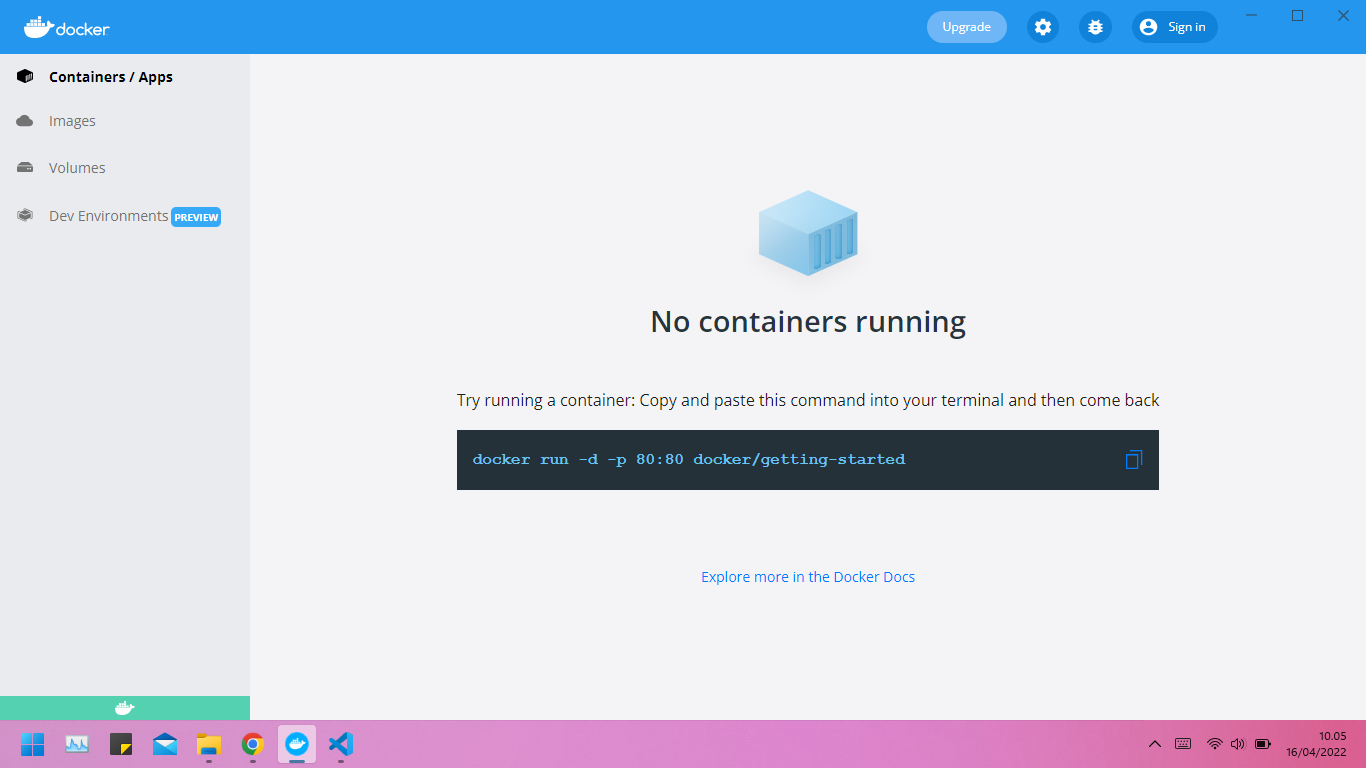 docker
Upgrade
Sign in
Containers / Apps
Images
Volumes
Dev Environments PREVIEW
No containers running
Try running a container: Copy and paste this command into your terminal and then come back
docker run -d -p 80:80 docker/getting-started
Explore more in the Docker Docs
10.05
16/04/2022